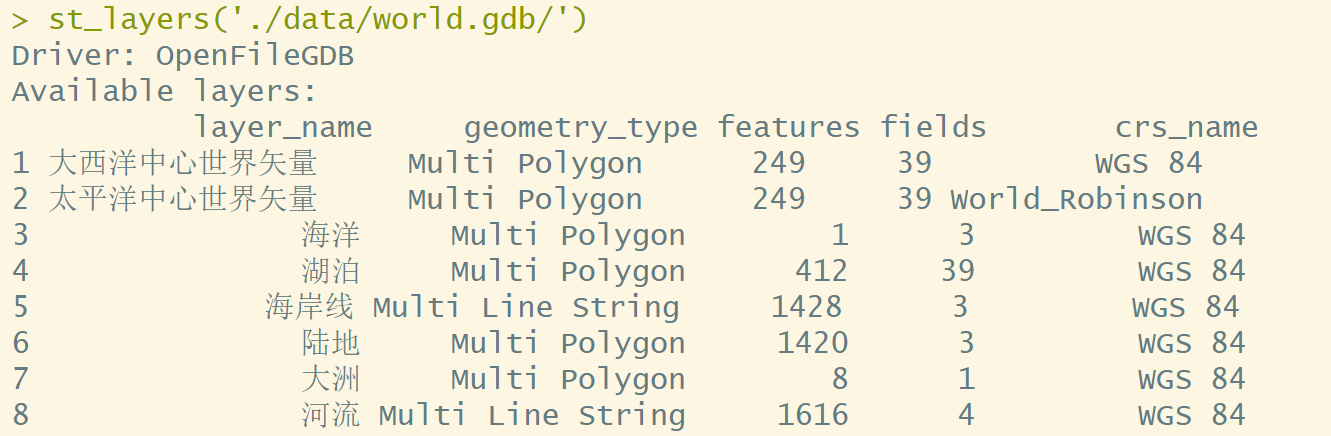 > st_layers('./data/world.gdb/')
Driver: OpenFileGDB
Available layers:
layer_name geometry_type features fields crs_name
1 大西洋中心世界矢量 Multi Polygon 249 39 WGS 84
2 太平洋中心世界矢量 Multi Polygon 249 39 World_Robinson
3 海洋 Multi Polygon 1 3 WGS 84
4 湖泊 Multi Polygon 412 39 WGS 84
5 海岸线 Multi Line String 1428 3 WGS 84
6 陆地 Multi Polygon 1420 3 WGS 84
7 大洲 Multi Polygon 8 1 WGS 84
8 河流 Multi Line String 1616 4 WGS 84